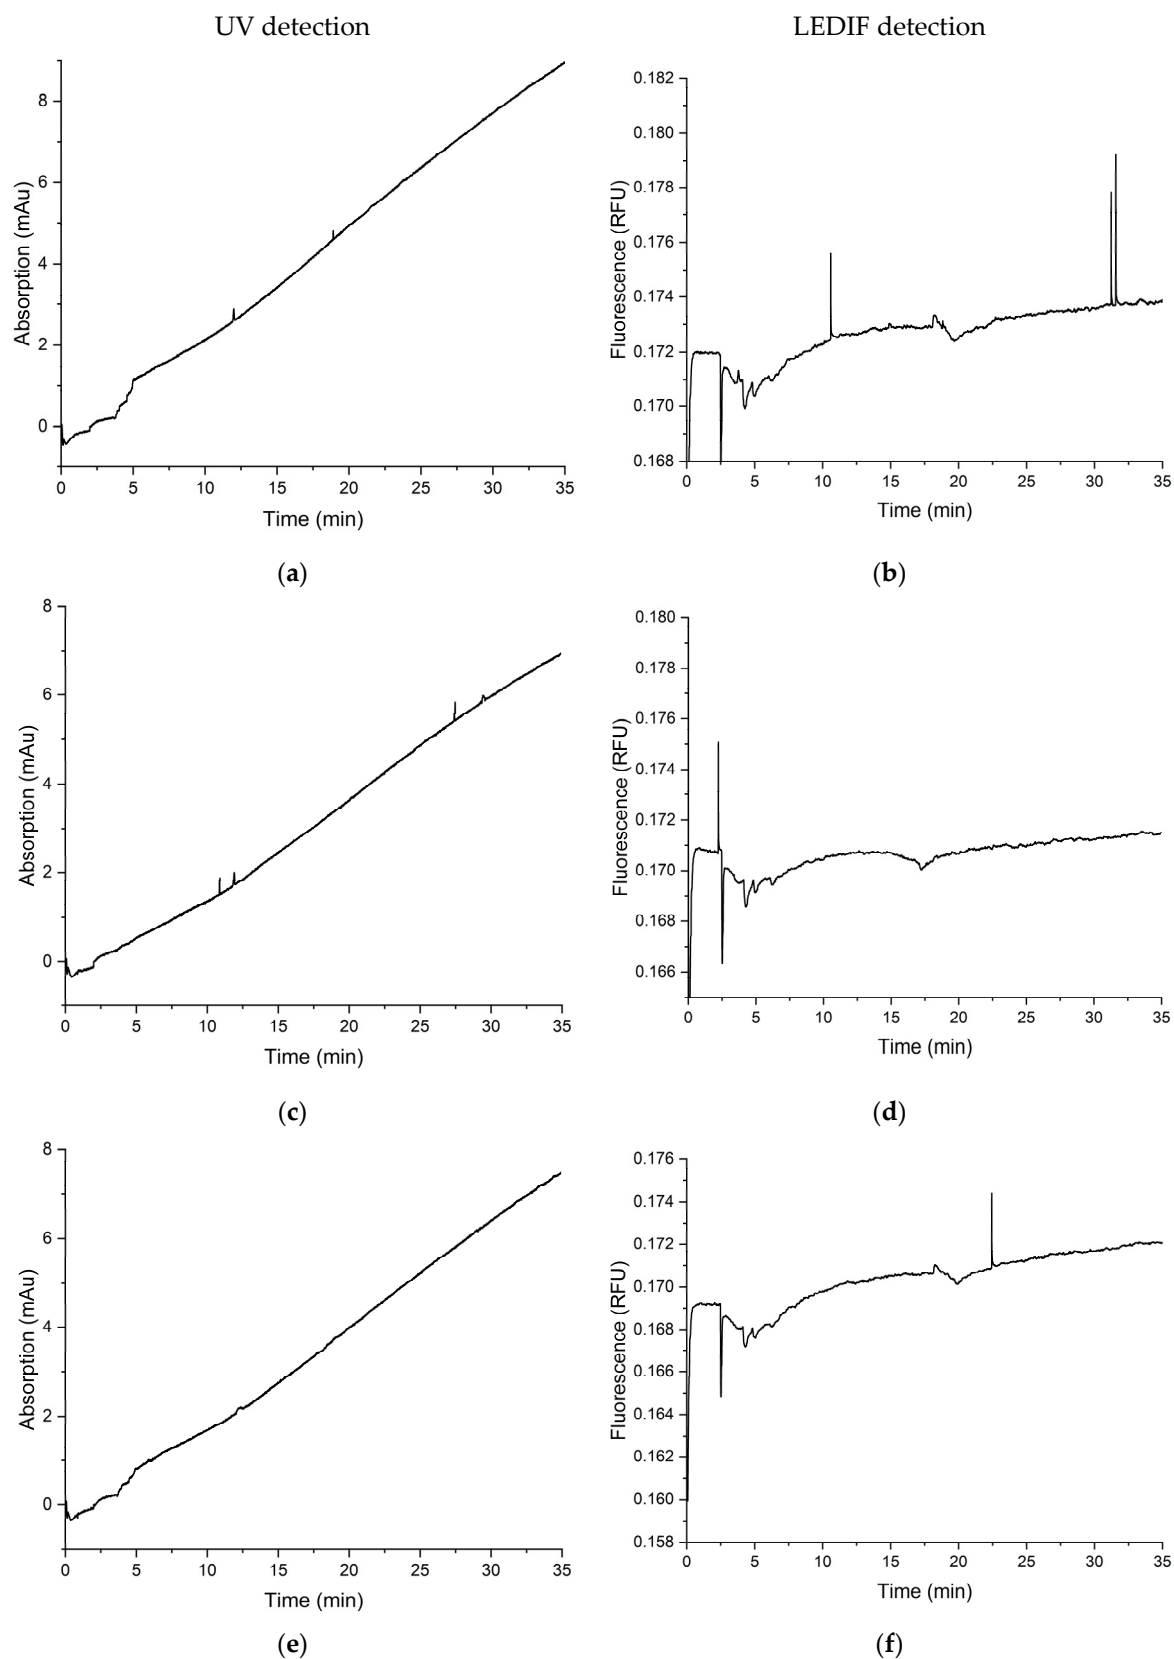 UV detection
LEDIF detection
Absorption (mAu)
8
6
4
2
0
0 5 10 15 20 25 30 35
Time (min)
(a)
Fluorescence (RFU)
0.182
0.180
0.178
0.176
0.174
0.172
0.170
0.168
0 5 10 15 20 25 30 35
Time (min)
(b)
Absorption (mAu)
8
6
4
2
0
0 5 10 15 20 25 30 35
Time (min)
(c)
Fluorescence (RFU)
0.180
0.178
0.176
0.174
0.172
0.170
0.168
0.166
0 5 10 15 20 25 30 35
Time (min)
(d)
Absorption (mAu)
8
6
4
2
0
0 5 10 15 20 25 30 35
Time (min)
(e)
Fluorescence (RFU)
0.176
0.174
0.172
0.170
0.168
0.166
0.164
0.162
0.160
0.158
0 5 10 15 20 25 30 35
Time (min)
(f)